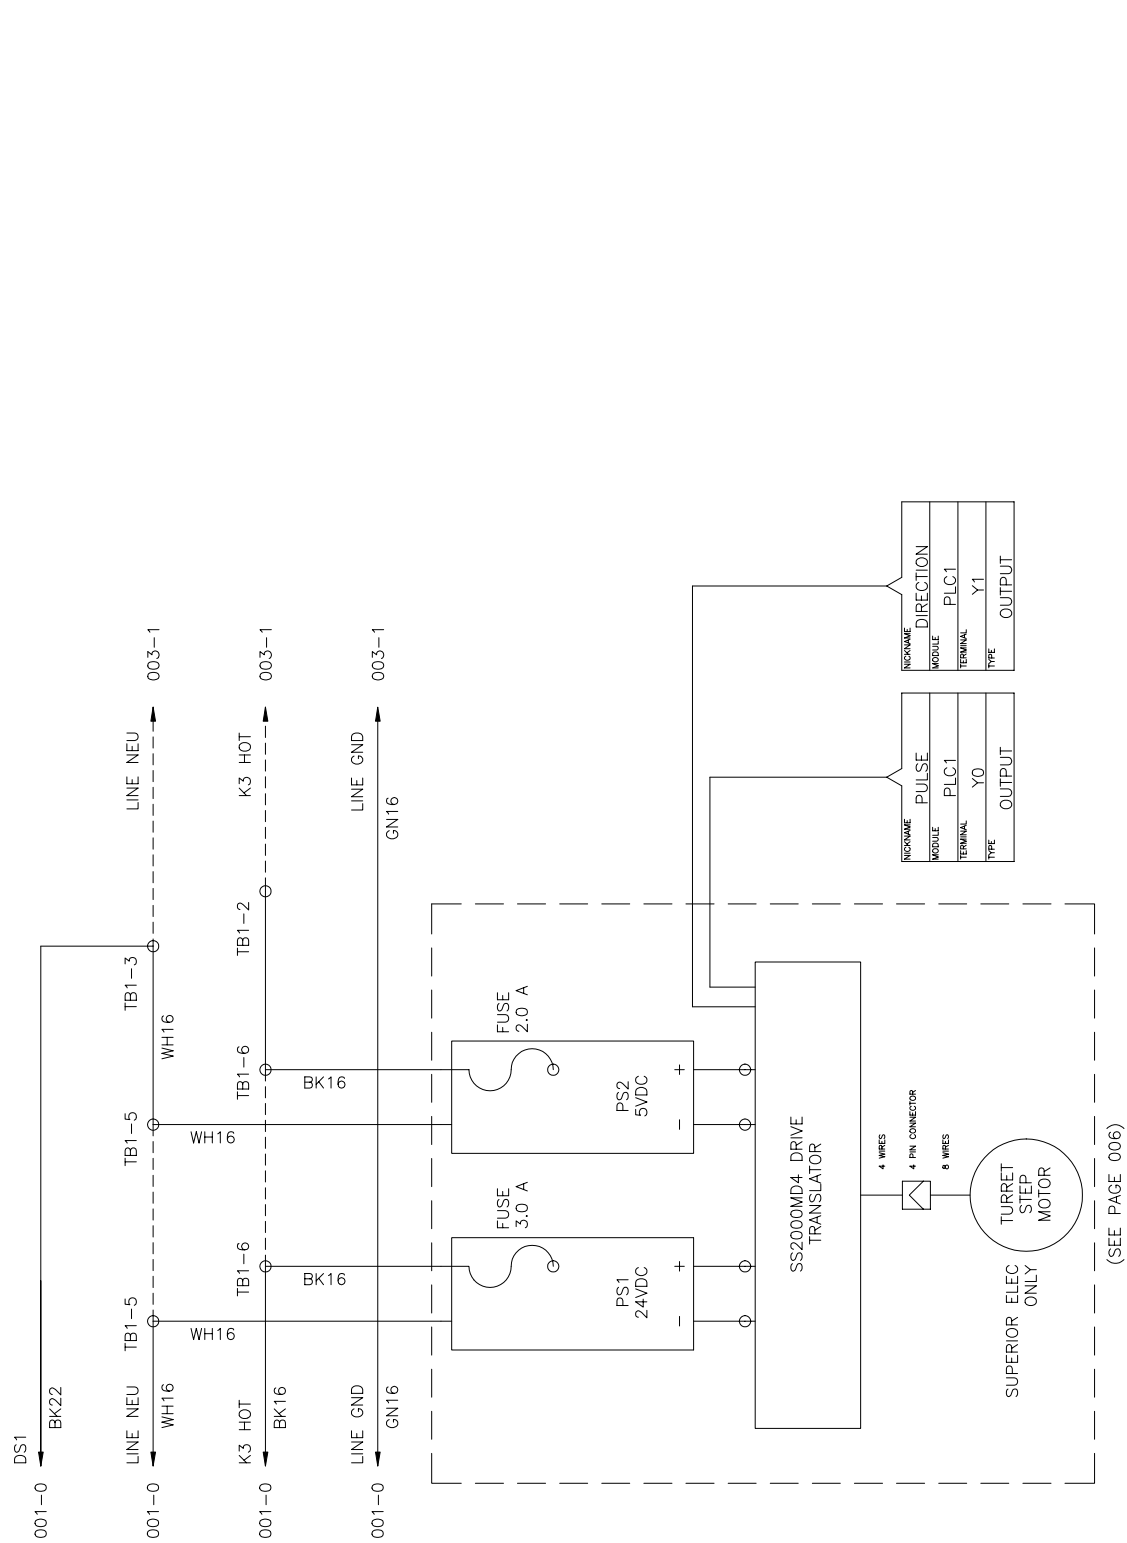 DS1
001-0
BK22
LINE NEU
001-0
WH16
TB1-5
TB1-5
WH16
TB1-3
LINE NEU
003-1
K3 HOT
001-0
BK16
WH16
TB1-6
WH16
TB1-6
TB1-2
K3 HOT
003-1
LINE GND
001-0
GN16
BK16
BK16
LINE GND
003-1
GN16
FUSE
3.0 A
FUSE
2.0 A
PS1
24VDC
- +
PS2
5VDC
- +
SS2000MD4 DRIVE
TRANSLATOR
4 WIRES
4 PIN CONNECTOR
8 WIRES
TURRET
STEP
MOTOR
SUPERIOR ELEC
ONLY
(SEE PAGE 006)
NICKNAME
PULSE
MODULE
PLC1
TERMINAL
Y0
TYPE
OUTPUT
NICKNAME
DIRECTION
MODULE
PLC1
TERMINAL
Y1
TYPE
OUTPUT